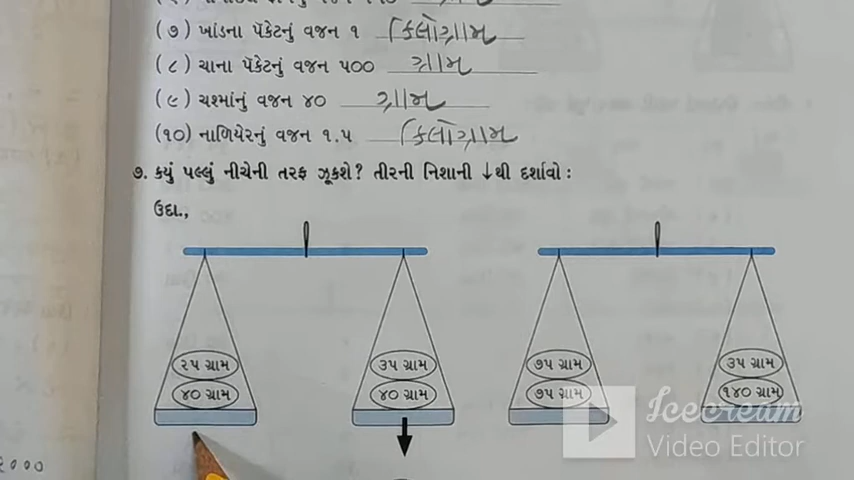 (૭) ખાંડના પૅકેટનું વજન ૧ કિલોગ્રામ
(૮) ચાના પૅકેટનું વજન ૫૦૦ ગ્રામ
(૯) ચશ્માંનું વજન ૪૦ ગ્રામ
(૧૦) નાળિયેરનું વજન ૧.૫ કિલોગ્રામ
૭. કયું પલ્લું નીચેની તરફ ઝૂકશે? તીરની નિશાની ↓થી દર્શાવો :
ઉદા.,
૨૫ ગ્રામ ૩૫ ગ્રામ ૭૫ ગ્રામ ૩૫ ગ્રામ
૪૦ ગ્રામ ૪૦ ગ્રામ ૭૫ ગ્રામ ૧૪૦ ગ્રામ
Icecream
Video Editor